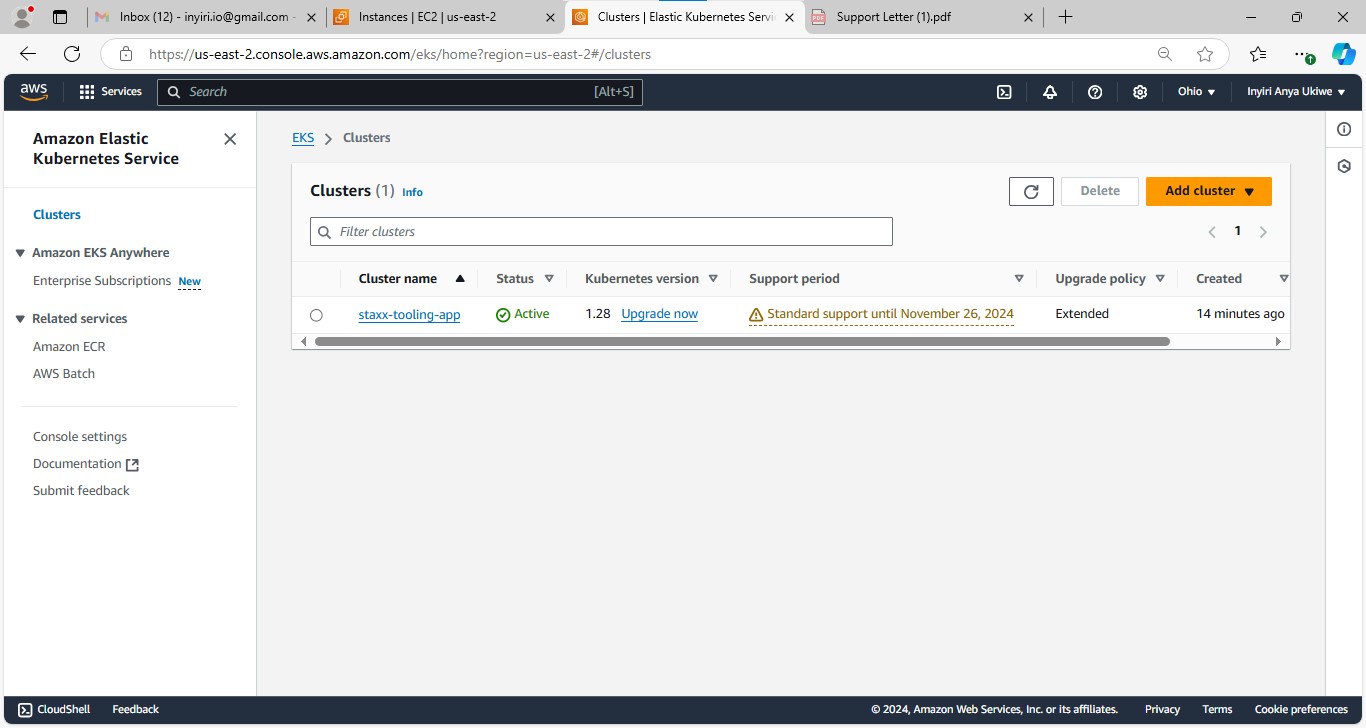 Inbox (12) - inyiri.io@gmail.com -
Instances | EC2 | us-east-2
Clusters | Elastic Kubernetes Servi
PDF
Support Letter (1).pdf
https://us-east-2.console.aws.amazon.com/eks/home?region=us-east-2#/clusters
aws
Services
Search
[Alt+S]
Ohio
Inyiri Anya Ukiwe
Amazon Elastic
Kubernetes Service
Clusters
Amazon EKS Anywhere
Enterprise Subscriptions New
Related services
Amazon ECR
AWS Batch
Console settings
Documentation
Submit feedback
EKS
Clusters
Clusters (1) Info
Delete
Add cluster
Filter clusters
1
Cluster name
Status
Kubernetes version
Support period
Upgrade policy
Created
staxx-tooling-app
Active
1.28 Upgrade now
Standard support until November 26, 2024
Extended
14 minutes ago
CloudShell
Feedback
© 2024, Amazon Web Services, Inc. or its affiliates.
Privacy
Terms
Cookie preferences